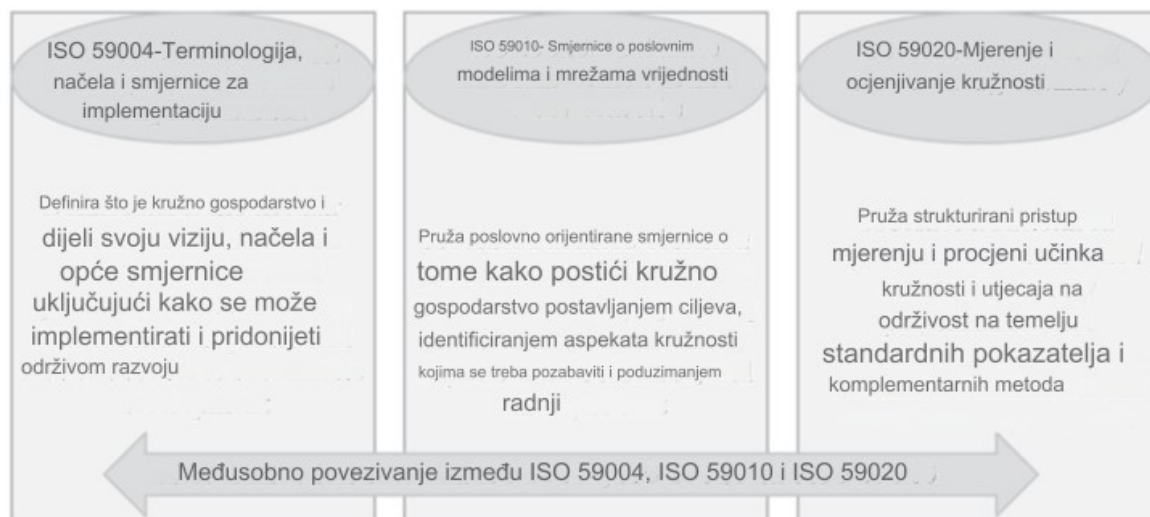 ISO 59004-Terminologija,
načela i smjernice za
implementaciju
Definira što je kružno gospodarstvo i
dijeli svoju viziju, načela i
opće smjernice
uključujući kako se može
implementirati i pridonijeti
održivom razvoju
ISO 59010- Smjernice o poslovnim
modelima i mrežama vrijednosti
Pruža poslovno orijentirane smjernice o
tome kako postići kružno
gospodarstvo postavljanjem ciljeva,
identificiranjem aspekata kružnosti
kojima se treba pozabaviti i poduzimanjem
radnji
ISO 59020-Mjerenje i
ocjenjivanje kružnosti
Pruža strukturirani pristup
mjerenju i procjeni učinka
kružnosti i utjecaja na
održivost na temelju
standardnih pokazatelja i
komplementarnih metoda
Međusobno povezivanje između ISO 59004, ISO 59010 i ISO 59020